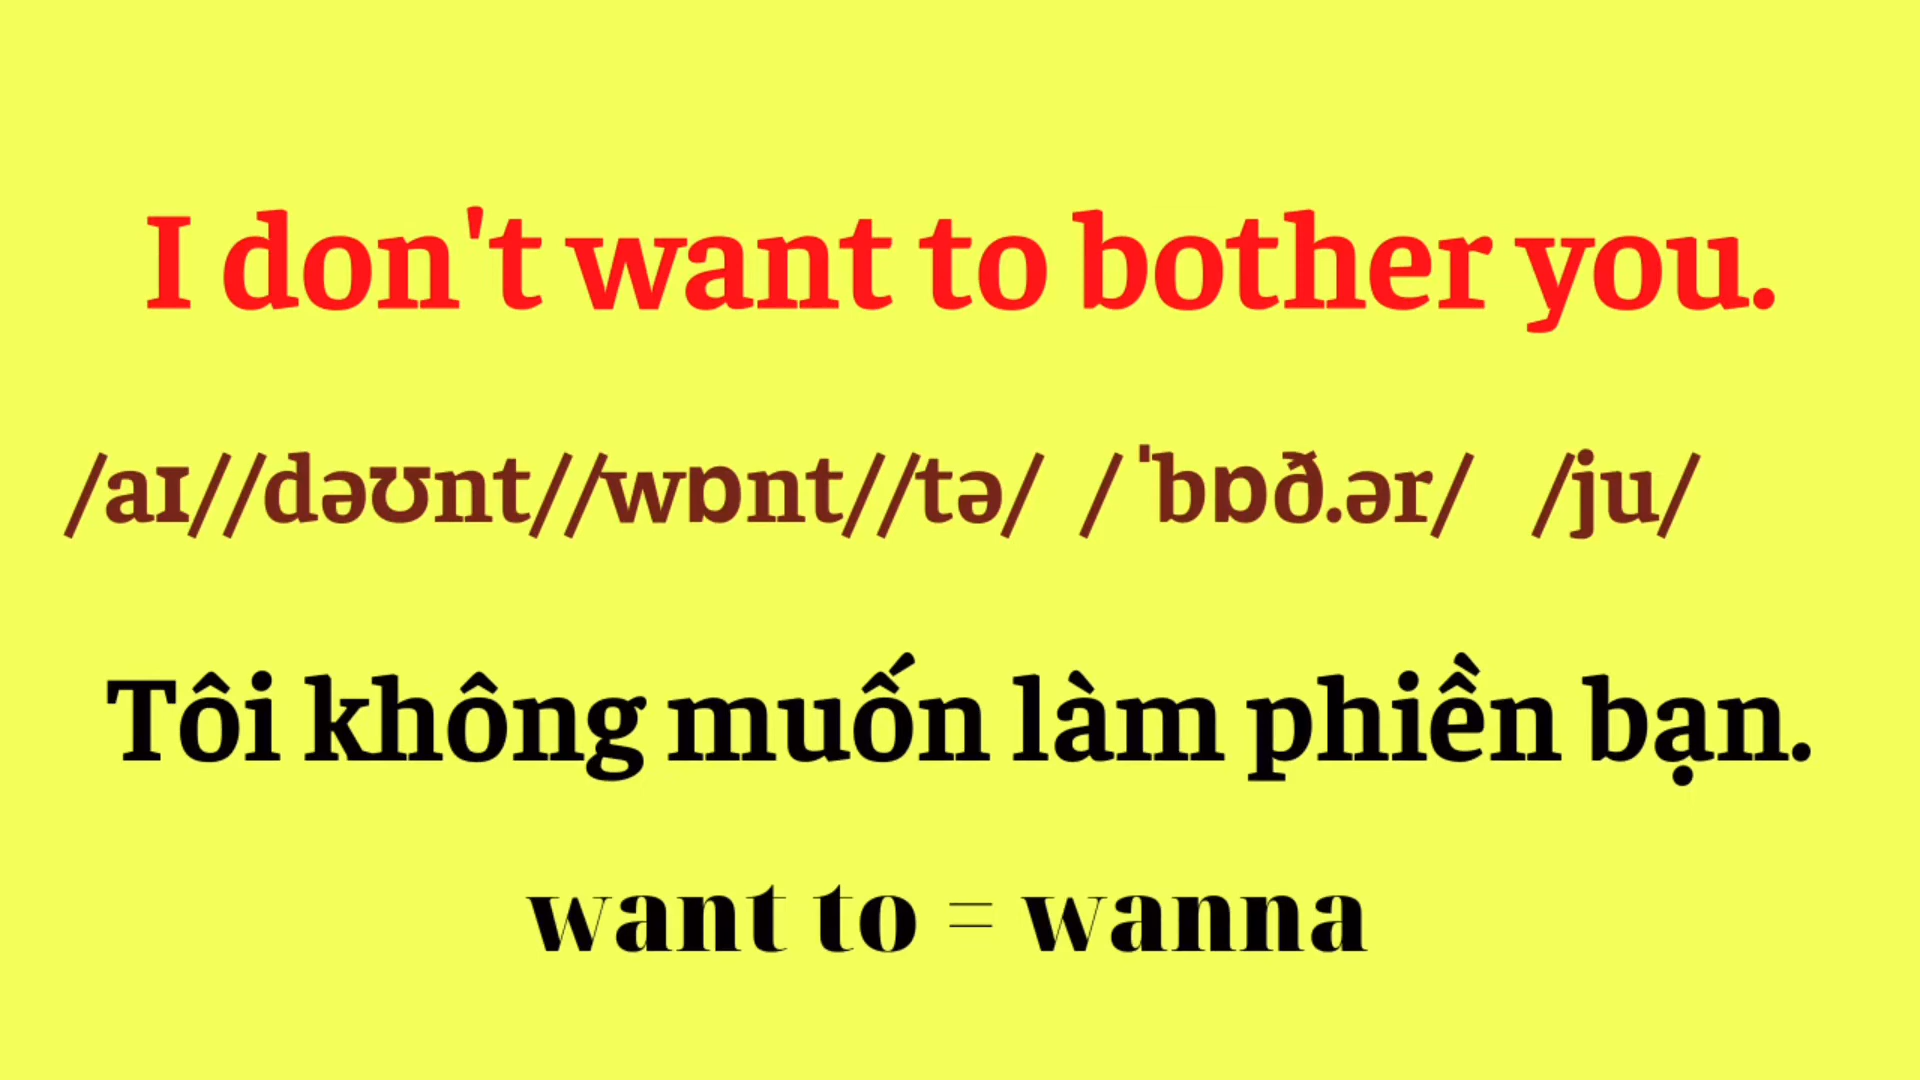 I don't want to bother you.
/aɪ//dəʊnt//wɒnt//tə/ /ˈbɒð.ər/ /ju/
Tôi không muốn làm phiền bạn.
want to = wanna